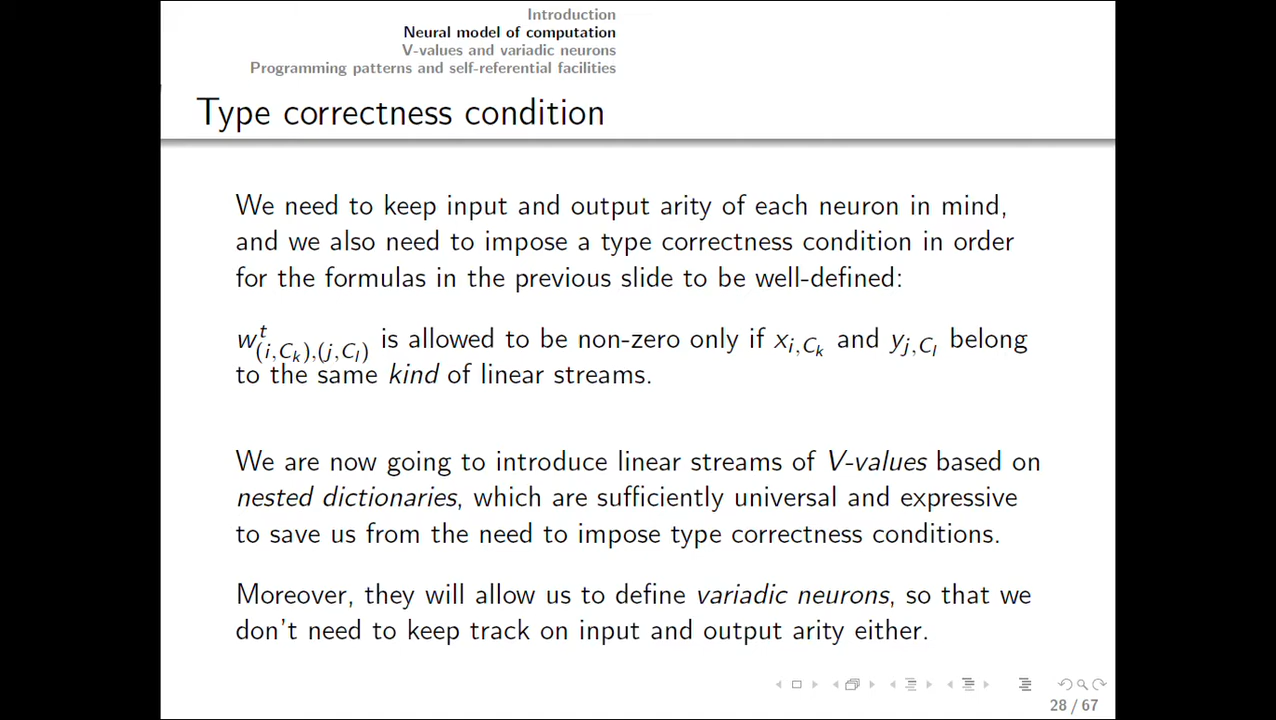 Introduction
Neural model of computation
V-values and variadic neurons
Programming patterns and self-referential facilities
Type correctness condition
We need to keep input and output arity of each neuron in mind,
and we also need to impose a type correctness condition in order
for the formulas in the previous slide to be well-defined:
w^t_{(i,C_k),(j,C_l)} is allowed to be non-zero only if x_{i,C_k} and y_{j,C_l} belong
to the same kind of linear streams.
We are now going to introduce linear streams of V-values based on
nested dictionaries, which are sufficiently universal and expressive
to save us from the need to impose type correctness conditions.
Moreover, they will allow us to define variadic neurons, so that we
don't need to keep track on input and output arity either.
28 / 67